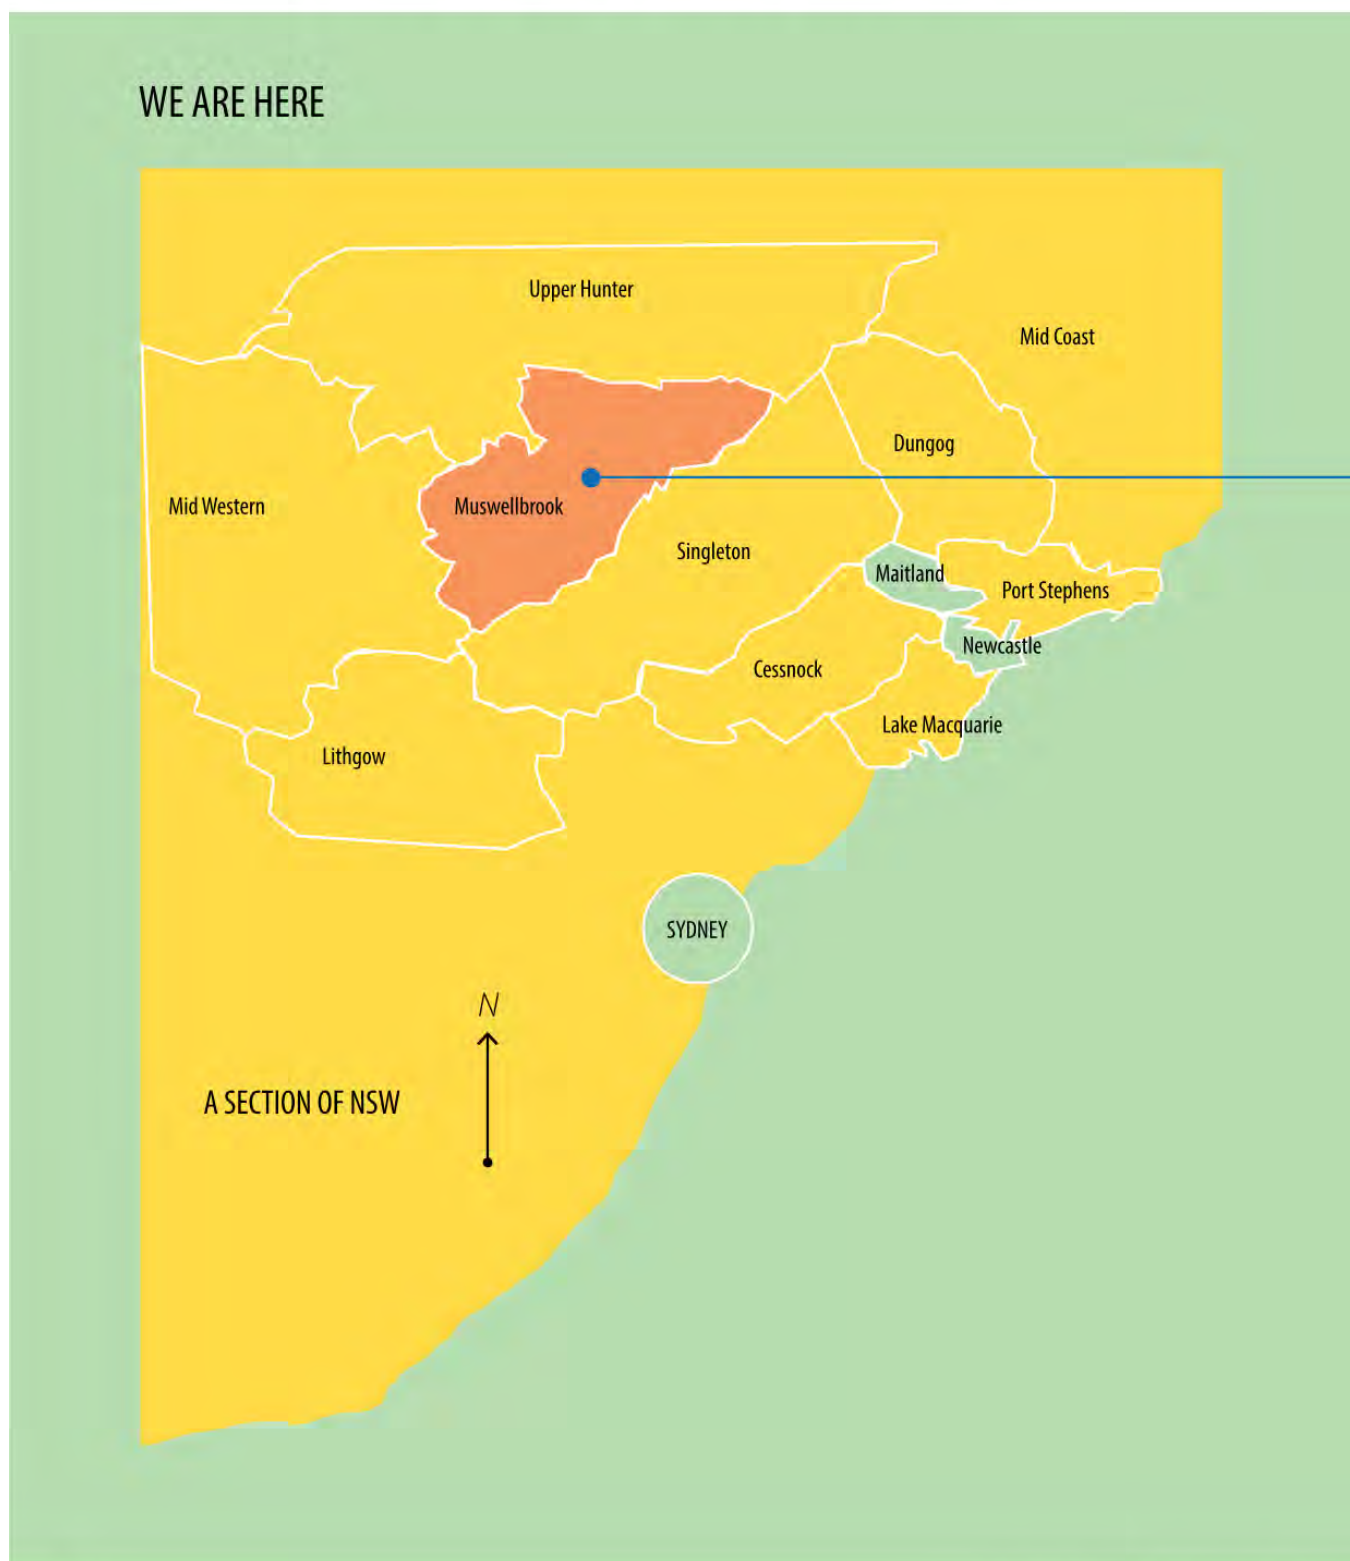 WE ARE HERE
Upper Hunter
Mid Coast
Dungog
Mid Western
Muswellbrook
Singleton
Maitland
Port Stephens
Newcastle
Cessnock
Lake Macquarie
Lithgow
SYDNEY
N
A SECTION OF NSW